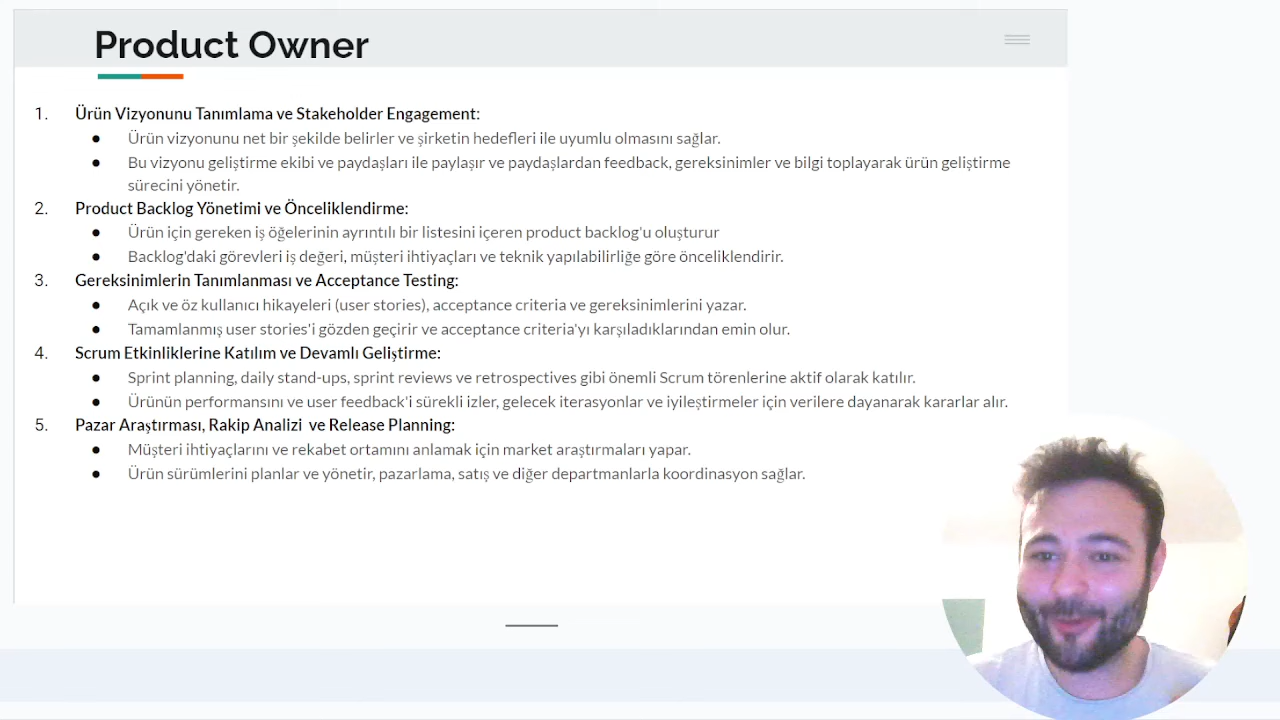 Product Owner
1. Ürün Vizyonunu Tanımlama ve Stakeholder Engagement:
● Ürün vizyonunu net bir şekilde belirler ve şirketin hedefleri ile uyumlu olmasını sağlar.
● Bu vizyonu geliştirme ekibi ve paydaşları ile paylaşır ve paydaşlardan feedback, gereksinimler ve bilgi toplayarak ürün geliştirme
sürecini yönetir.
2. Product Backlog Yönetimi ve Önceliklendirme:
● Ürün için gereken iş öğelerinin ayrıntılı bir listesini içeren product backlog'u oluşturur
● Backlog'daki görevleri iş değeri, müşteri ihtiyaçları ve teknik yapılabilirliğe göre önceliklendirir.
3. Gereksinimlerin Tanımlanması ve Acceptance Testing:
● Açık ve öz kullanıcı hikayeleri (user stories), acceptance criteria ve gereksinimlerini yazar.
● Tamamlanmış user stories'i gözden geçirir ve acceptance criteria'yı karşıladıklarından emin olur.
4. Scrum Etkinliklerine Katılım ve Devamlı Geliştirme:
● Sprint planning, daily stand-ups, sprint reviews ve retrospectives gibi önemli Scrum törenlerine aktif olarak katılır.
● Ürünün performansını ve user feedback'i sürekli izler, gelecek iterasyonlar ve iyileştirmeler için verilere dayanarak kararlar alır.
5. Pazar Araştırması, Rakip Analizi ve Release Planning:
● Müşteri ihtiyaçlarını ve rekabet ortamını anlamak için market araştırmaları yapar.
● Ürün sürümlerini planlar ve yönetir, pazarlama, satış ve diğer departmanlarla koordinasyon sağlar.